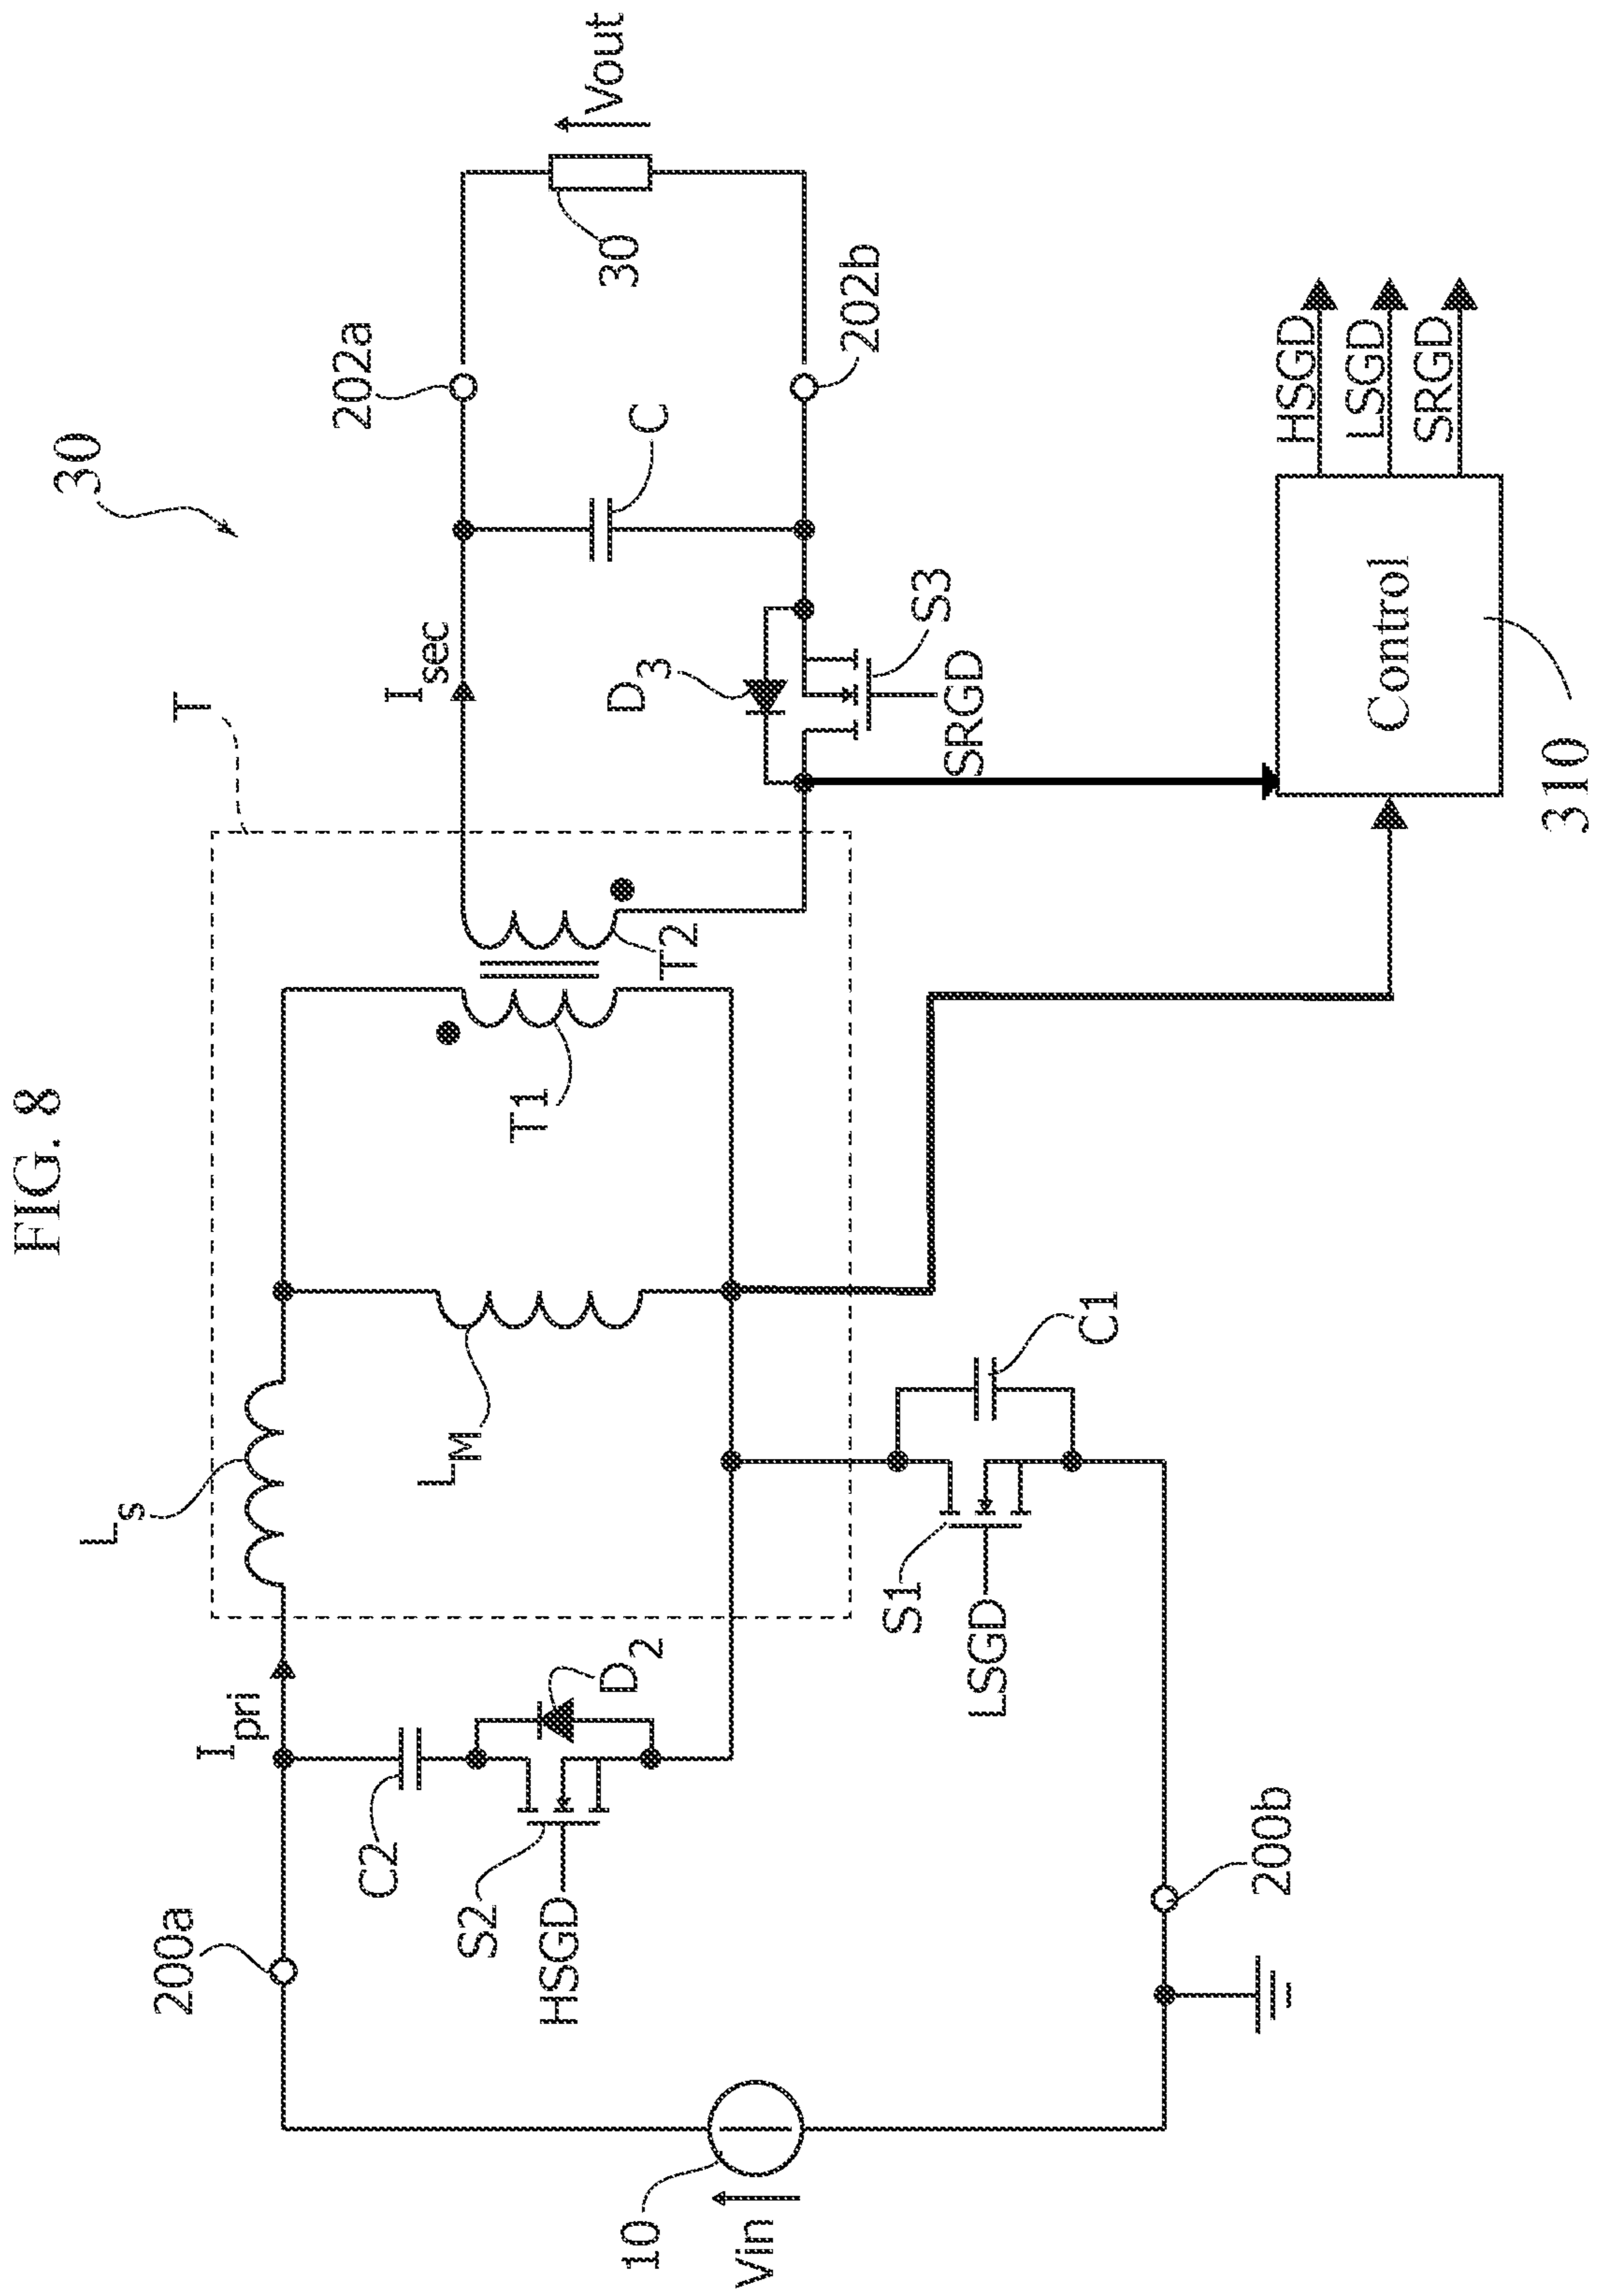 FIG. 8
30
T
Ls
LM
T1
T2
Ipri
Isec
200a
C2
S2
HSGD
D2
10
Vin
200b
S1
LSGD
C1
D3
S3
SRGD
C
202a
202b
30
Vout
Control
310
HSGD
LSGD
SRGD